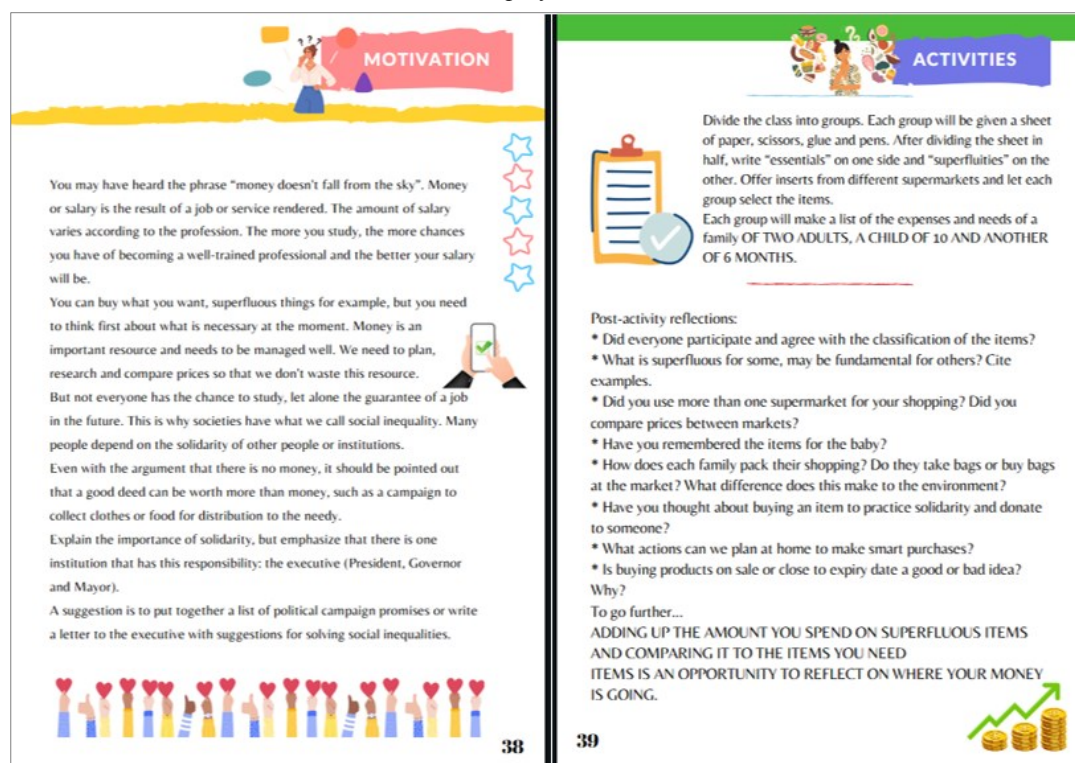 MOTIVATION
You may have heard the phrase “money doesn't fall from the sky”. Money
or salary is the result of a job or service rendered. The amount of salary
varies according to the profession. The more you study, the more chances
you have of becoming a well-trained professional and the better your salary
will be.
You can buy what you want, superfluous things for example, but you need
to think first about what is necessary at the moment. Money is an
important resource and needs to be managed well. We need to plan,
research and compare prices so that we don't waste this resource.
But not everyone has the chance to study, let alone the guarantee of a job
in the future. This is why societies have what we call social inequality. Many
people depend on the solidarity of other people or institutions.
Even with the argument that there is no money, it should be pointed out
that a good deed can be worth more than money, such as a campaign to
collect clothes or food for distribution to the needy.
Explain the importance of solidarity, but emphasize that there is one
institution that has this responsibility: the executive (President, Governor
and Mayor).
A suggestion is to put together a list of political campaign promises or write
a letter to the executive with suggestions for solving social inequalities.
38
ACTIVITIES
Divide the class into groups. Each group will be given a sheet
of paper, scissors, glue and pens. After dividing the sheet in
half, write “essentials” on one side and “superfluities” on the
other. Offer inserts from different supermarkets and let each
group select the items.
Each group will make a list of the expenses and needs of a
family OF TWO ADULTS, A CHILD OF 10 AND ANOTHER
OF 6 MONTHS.
Post-activity reflections:
* Did everyone participate and agree with the classification of the items?
* What is superfluous for some, may be fundamental for others? Cite
examples.
* Did you use more than one supermarket for your shopping? Did you
compare prices between markets?
* Have you remembered the items for the baby?
* How does each family pack their shopping? Do they take bags or buy bags
at the market? What difference does this make to the environment?
* Have you thought about buying an item to practice solidarity and donate
to someone?
* What actions can we plan at home to make smart purchases?
* Is buying products on sale or close to expiry date a good or bad idea?
Why?
To go further...
ADDING UP THE AMOUNT YOU SPEND ON SUPERFLUOUS ITEMS
AND COMPARING IT TO THE ITEMS YOU NEED
ITEMS IS AN OPPORTUNITY TO REFLECT ON WHERE YOUR MONEY
IS GOING.
39